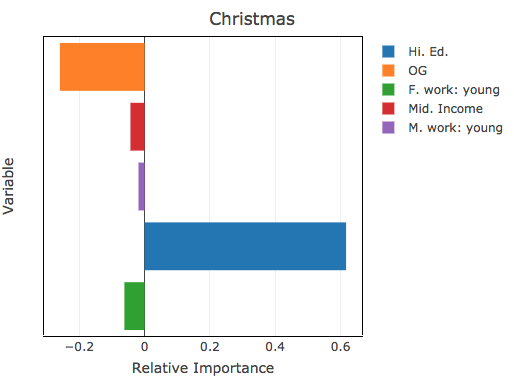 Christmas
Hi. Ed.
OG
F. work: young
Mid. Income
M. work: young
Variable
−0.2
0
0.2
0.4
0.6
Relative Importance